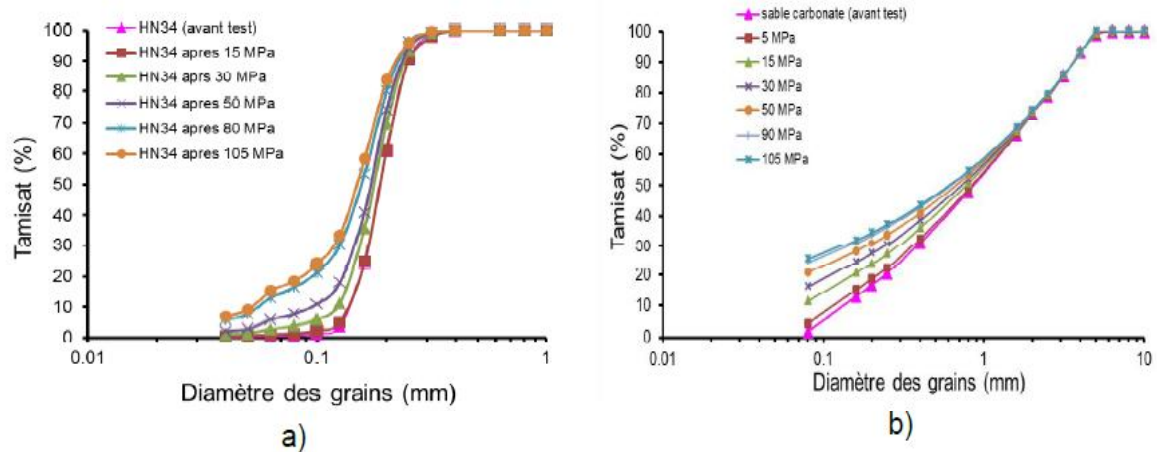 HN34 (avant test)
HN34 apres 15 MPa
HN34 aprs 30 MPa
HN34 apres 50 MPa
HN34 apres 80 MPa
HN34 apres 105 MPa
100
90
80
70
60
50
40
30
20
10
0
Tamisat (%)
0.01
0.1
1
Diamètre des grains (mm)
a)
sable carbonate (avant test)
5 MPa
15 MPa
30 MPa
50 MPa
90 MPa
105 MPa
100
90
80
70
60
50
40
30
20
10
0
Tamisat (%)
0.01
0.1
1
10
Diamètre des grains (mm)
b)